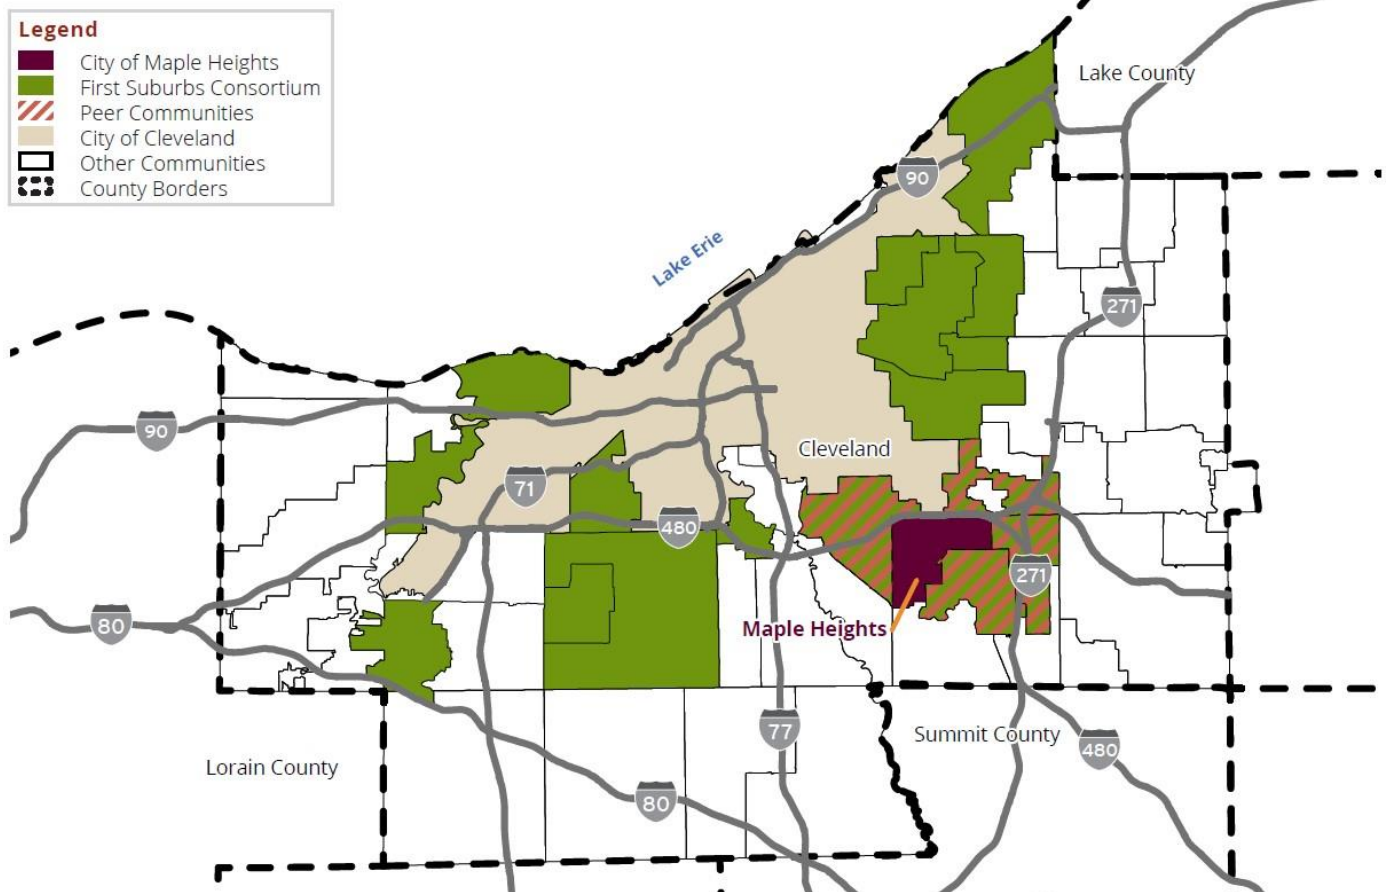 Legend
City of Maple Heights
First Suburbs Consortium
Peer Communities
City of Cleveland
Other Communities
County Borders
Lake County
90
Lake Erie
271
90
Cleveland
71
480
271
80
Maple Heights
77
Summit County
480
Lorain County
80